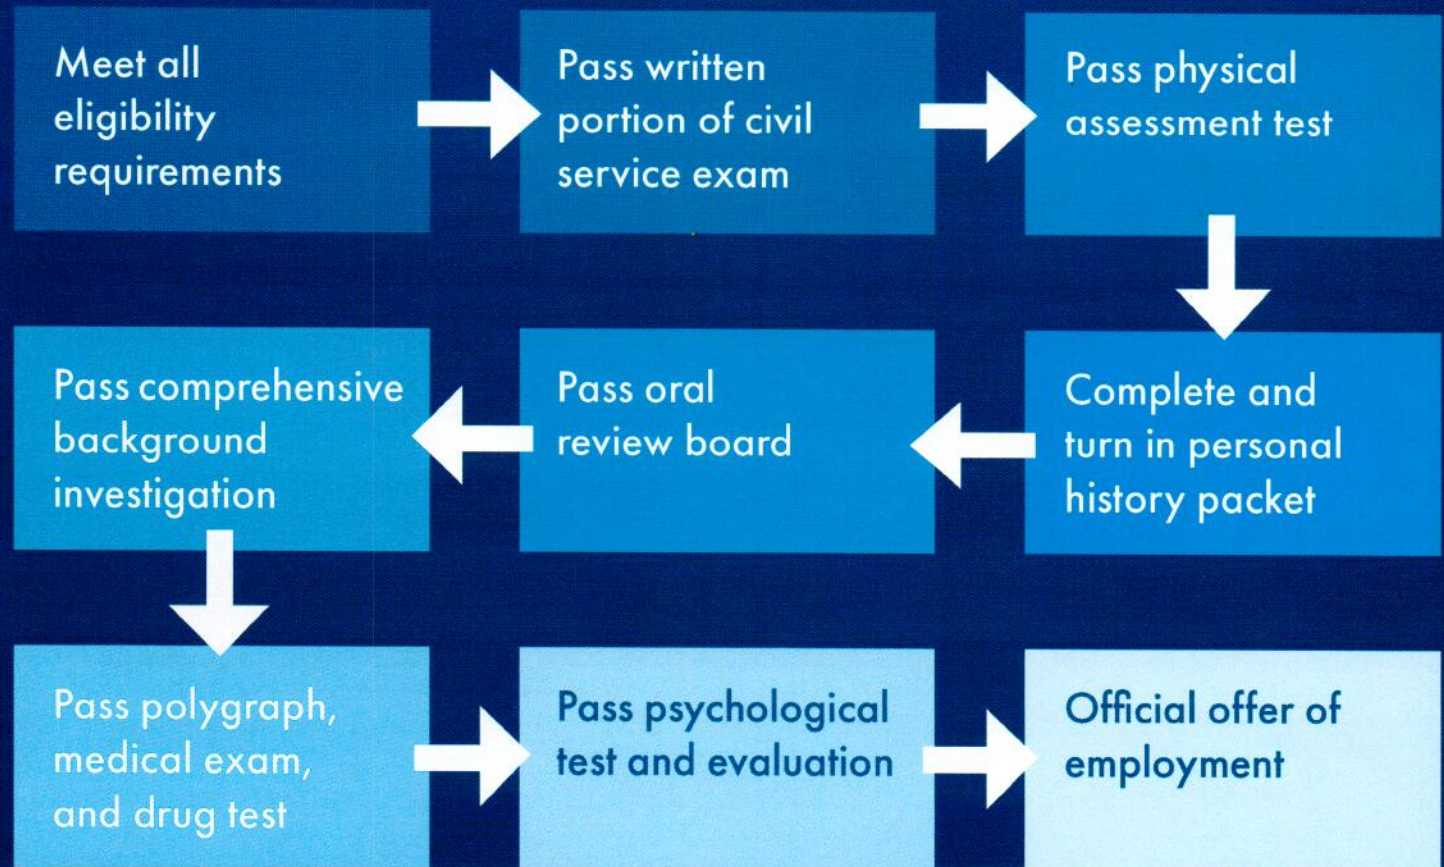 Meet all
eligibility
requirements
Pass written
portion of civil
service exam
Pass physical
assessment test
Complete and
turn in personal
history packet
Pass oral
review board
Pass comprehensive
background
investigation
Pass polygraph,
medical exam,
and drug test
Pass psychological
test and evaluation
Official offer of
employment